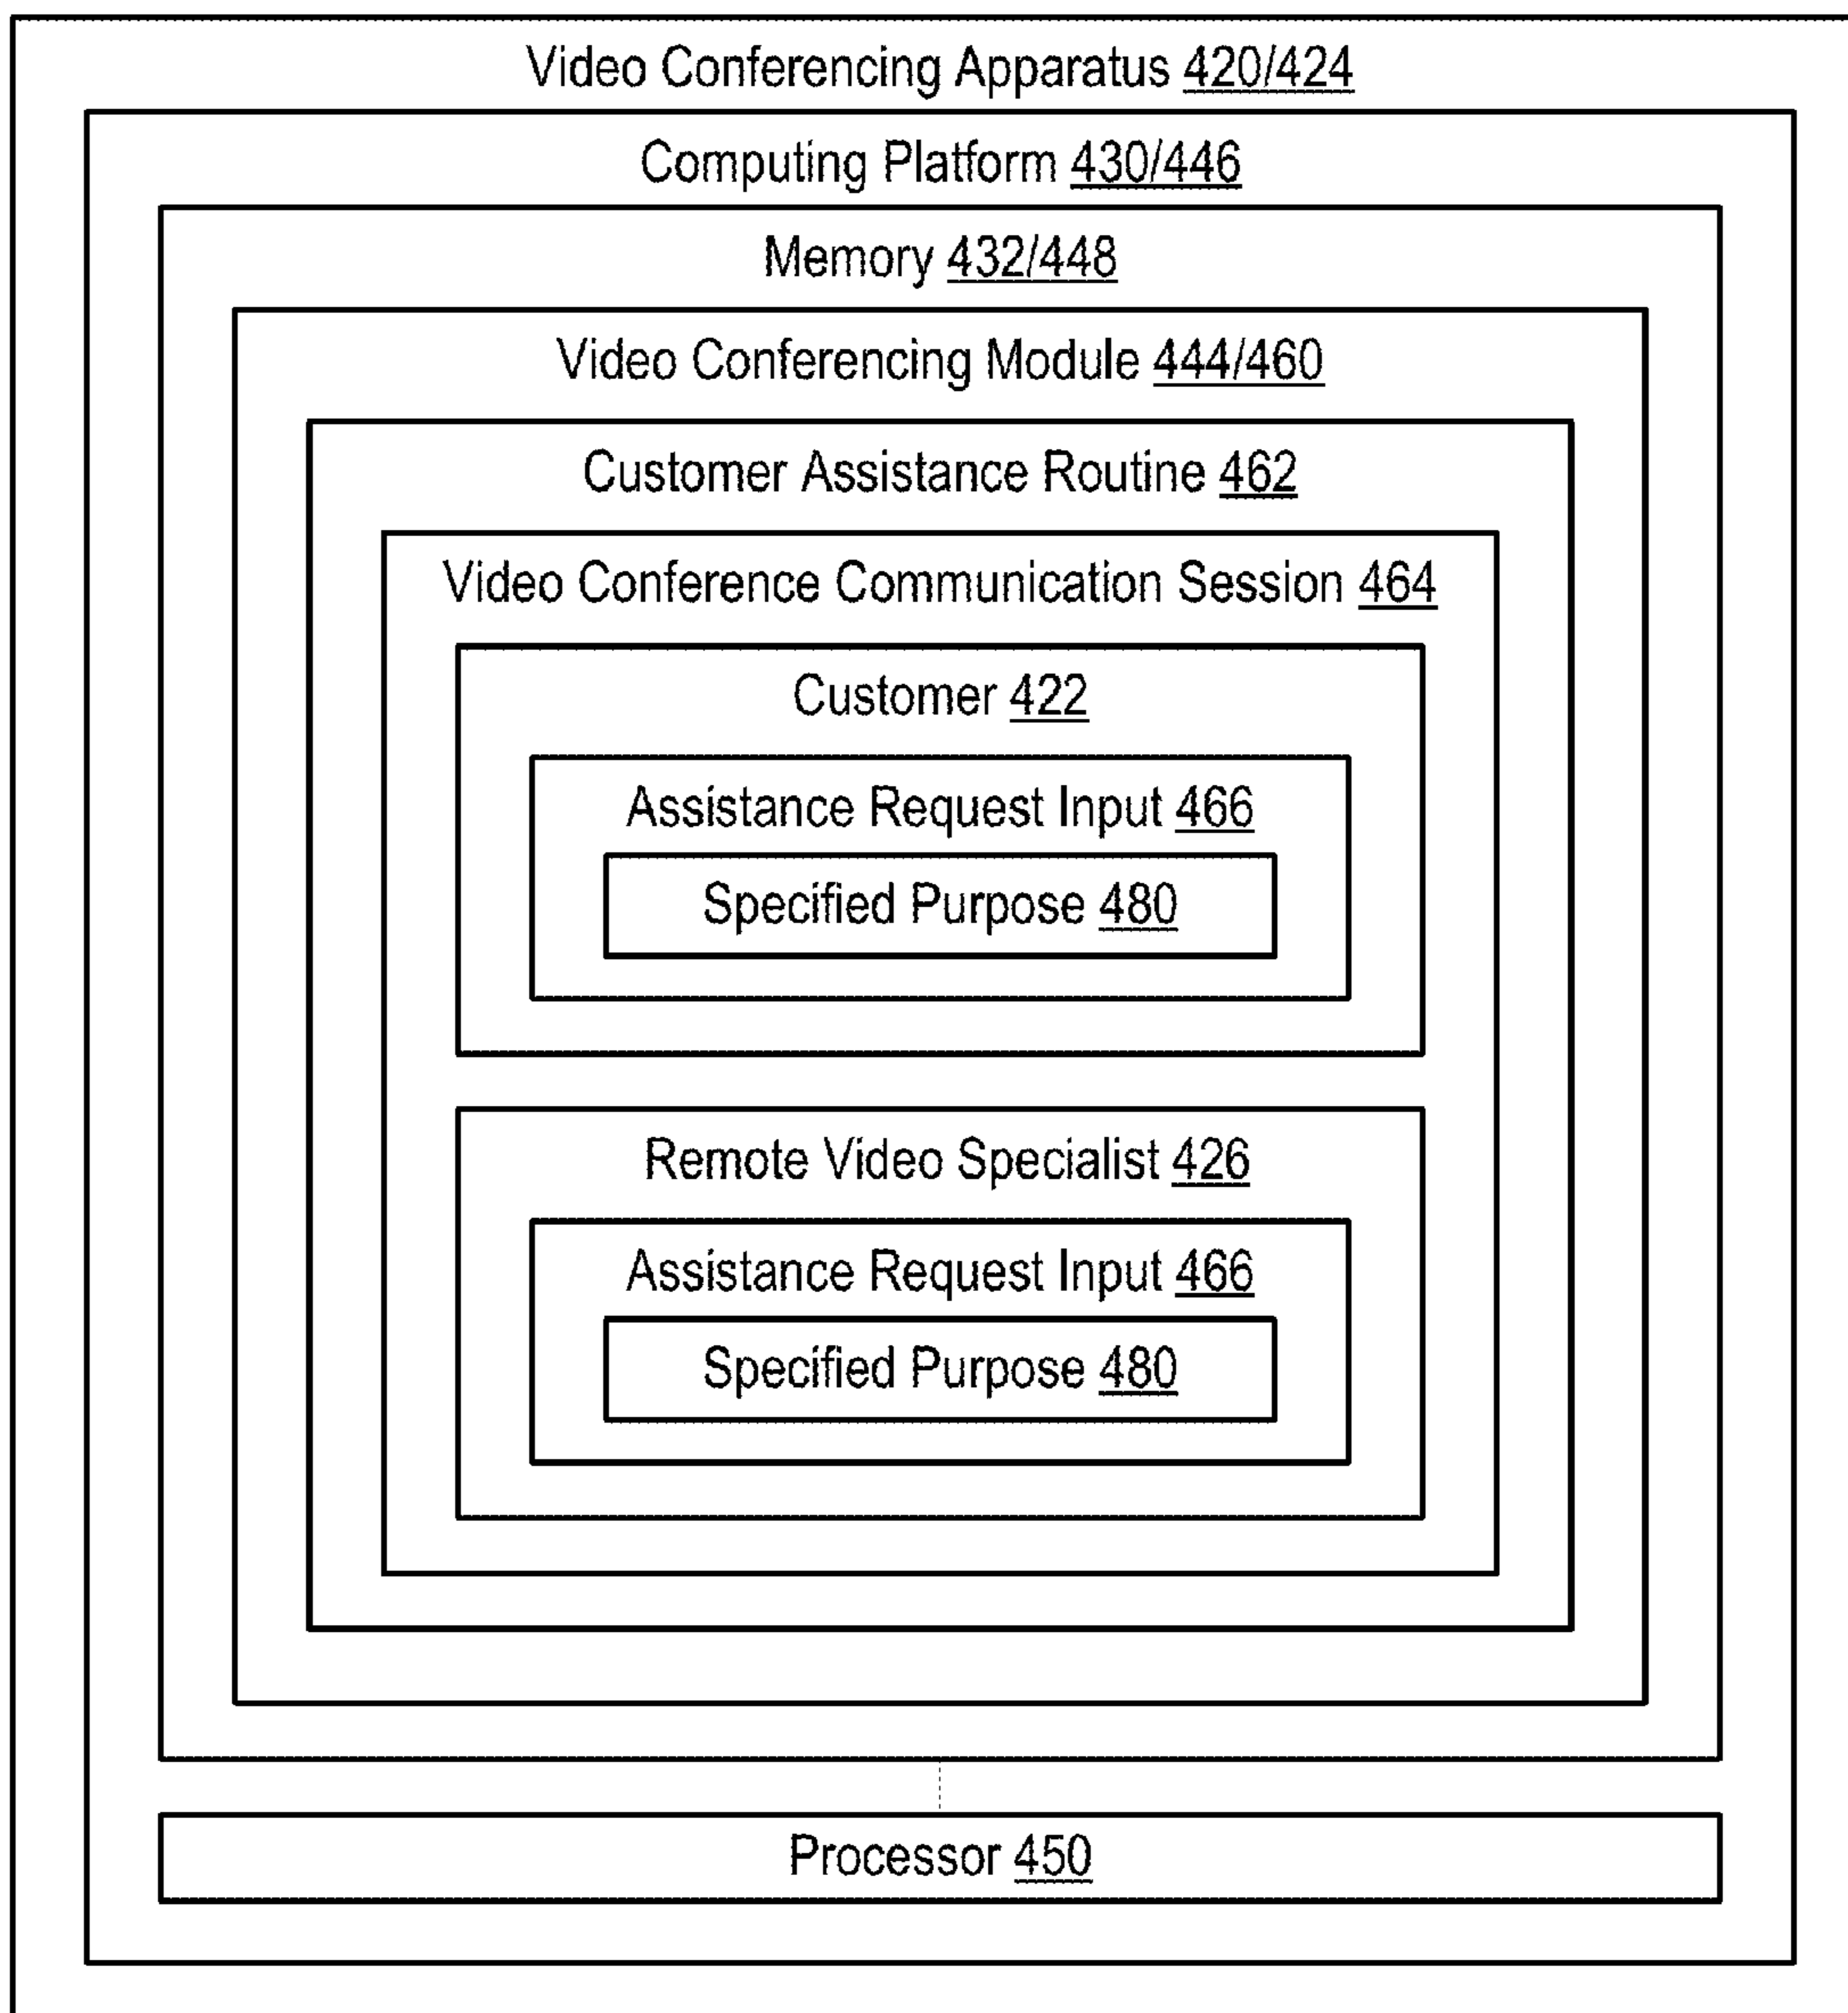 Video Conferencing Apparatus 420/424
Computing Platform 430/446
Memory 432/448
Video Conferencing Module 444/460
Customer Assistance Routine 462
Video Conference Communication Session 464
Customer 422
Assistance Request Input 466
Specified Purpose 480
Remote Video Specialist 426
Assistance Request Input 466
Specified Purpose 480
Processor 450